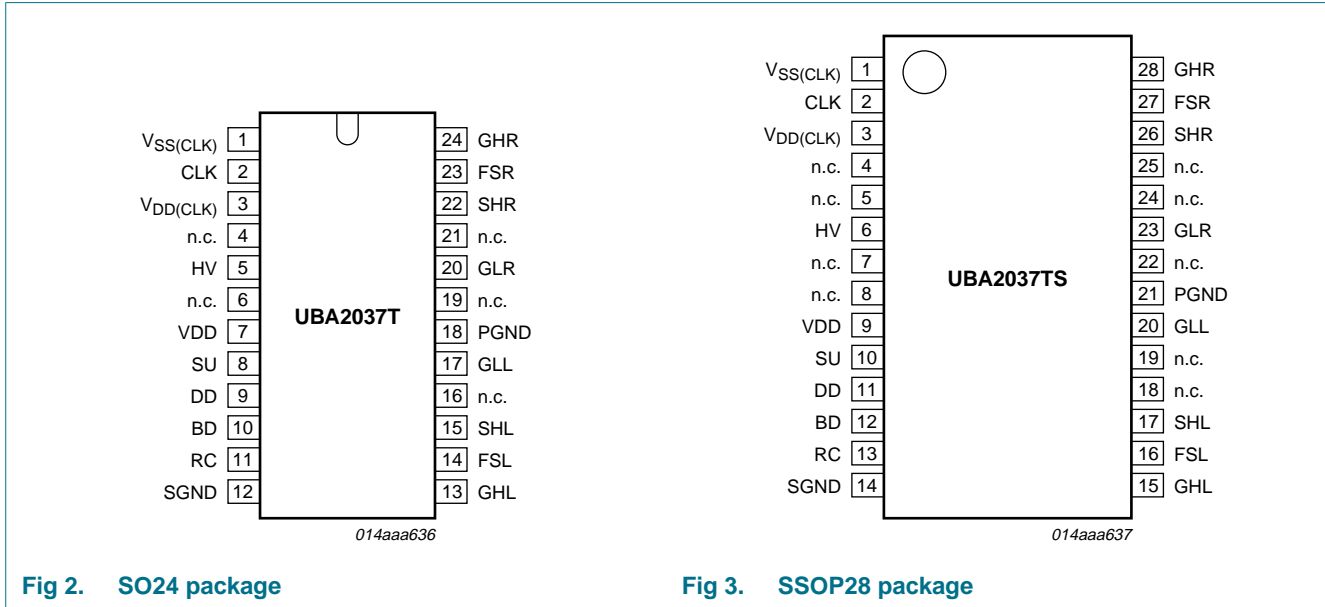 VSS(CLK) 1
CLK 2
VDD(CLK) 3
n.c. 4
HV 5
n.c. 6
VDD 7
SU 8
DD 9
BD 10
RC 11
SGND 12
UBA2037T
24 GHR
23 FSR
22 SHR
21 n.c.
20 GLR
19 n.c.
18 PGND
17 GLL
16 n.c.
15 SHL
14 FSL
13 GHL
014aaa636
Fig 2. SO24 package
VSS(CLK) 1
CLK 2
VDD(CLK) 3
n.c. 4
n.c. 5
HV 6
n.c. 7
n.c. 8
VDD 9
SU 10
DD 11
BD 12
RC 13
SGND 14
UBA2037TS
28 GHR
27 FSR
26 SHR
25 n.c.
24 n.c.
23 GLR
22 n.c.
21 PGND
20 GLL
19 n.c.
18 n.c.
17 SHL
16 FSL
15 GHL
014aaa637
Fig 3. SSOP28 package